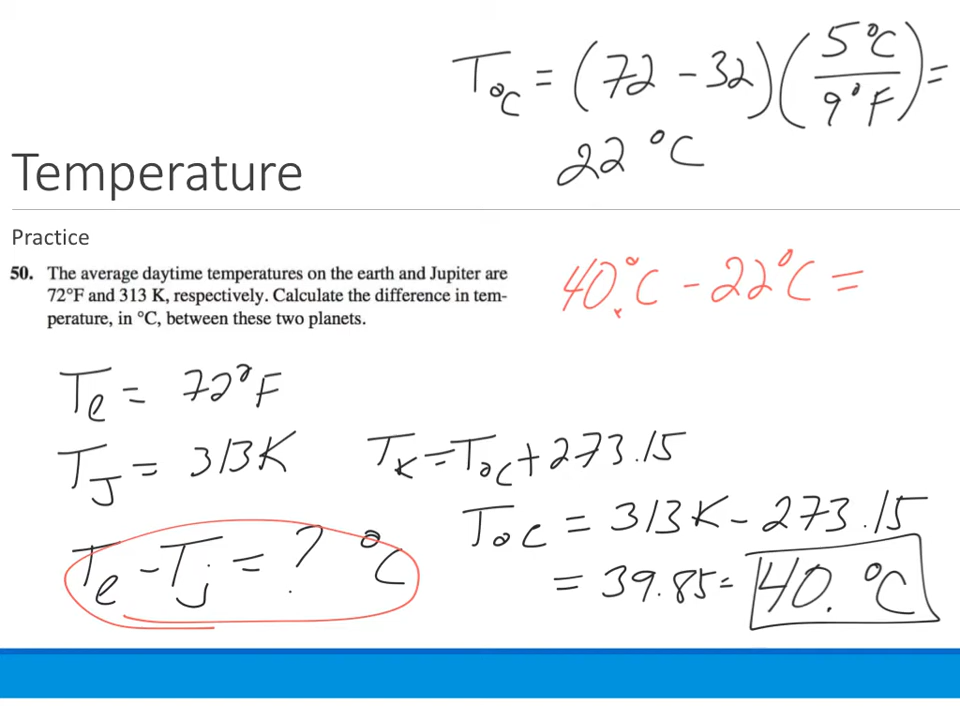 T°C = (72 - 32)(5°C/9°F) =
22 °C
Temperature
Practice
50. The average daytime temperatures on the earth and Jupiter are
72°F and 313 K, respectively. Calculate the difference in tem-
perature, in °C, between these two planets.
40.°C - 22°C =
Te = 72°F
TJ = 313K
TK = T°C + 273.15
T°C = 313K - 273.15
= 39.85 = 40. °C
Te - Tj = ? °C